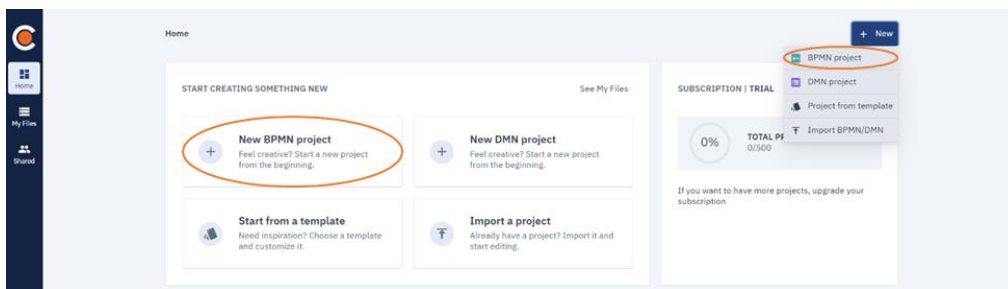 Home
+ New
BPMN project
DMN project
Project from template
Import BPMN/DMN
Home
My Files
Shared
START CREATING SOMETHING NEW
See My Files
New BPMN project
Feel creative? Start a new project
from the beginning.
New DMN project
Feel creative? Start a new project
from the beginning.
Start from a template
Need inspiration? Choose a template
and customize it.
Import a project
Already have a project? Import it and
start editing.
SUBSCRIPTION | TRIAL
0%
TOTAL
0/500
If you want to have more projects, upgrade your
subscription